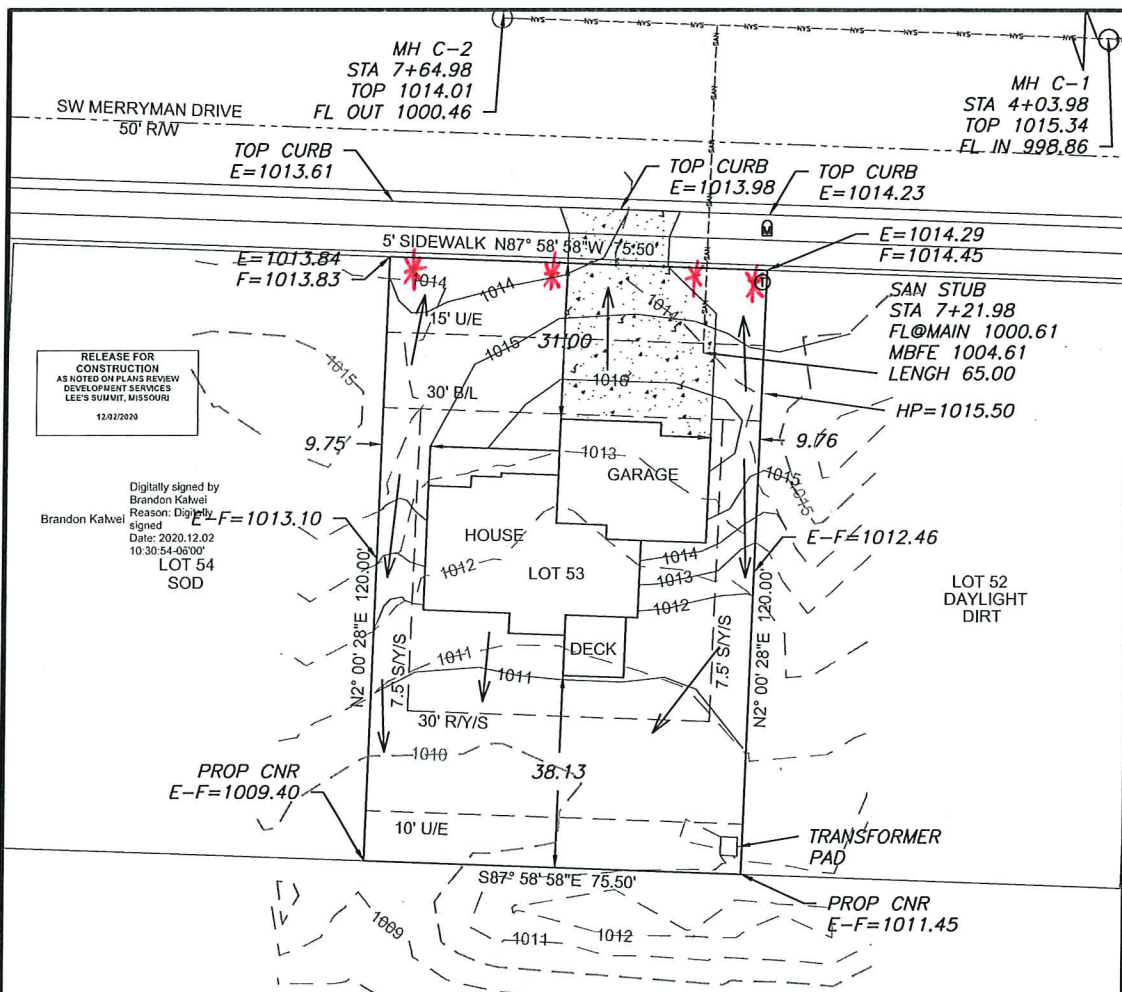 MH C-2
STA 7+64.98
TOP 1014.01
FL OUT 1000.46
MH C-1
STA 4+03.98
TOP 1015.34
FL IN 998.86
SW MERRYMAN DRIVE
50' R/W
TOP CURB
E=1013.61
TOP CURB
E=1013.98
TOP CURB
E=1014.23
5' SIDEWALK N87° 58' 58"W 75.50'
E=1014.29
F=1014.45
E=1013.84
F=1013.83
1014
1014
1014
15' U/E
SAN STUB
STA 7+21.98
FL@MAIN 1000.61
MBFE 1004.61
LENGH 65.00
31.00
1015
1015
1016
RELEASE FOR
CONSTRUCTION
AS NOTED ON PLANS REVIEW
DEVELOPMENT SERVICES
LEE'S SUMMIT, MISSOURI
12/02/2020
30' B/L
HP=1015.50
9.75
9.76
1013
GARAGE
1015
1015
Digitally signed by
Brandon Kalwei
Reason: Digitally
signed
Date: 2020.12.02
10:30:54-06'00'
Brandon Kalwei
E-F=1013.10
HOUSE
E-F=1012.46
1014
1013
1012
1012
LOT 54
SOD
LOT 53
LOT 52
DAYLIGHT
DIRT
N2° 00' 28"E 120.00'
7.5' S/Y/S
DECK
7.5' S/Y/S
N2° 00' 28"E 120.00'
1011
1011
30' R/Y/S
1010
38.13
PROP CNR
E-F=1009.40
10' U/E
TRANSFORMER
PAD
S87° 58' 58"E 75.50'
PROP CNR
E-F=1011.45
1009
1011
1012